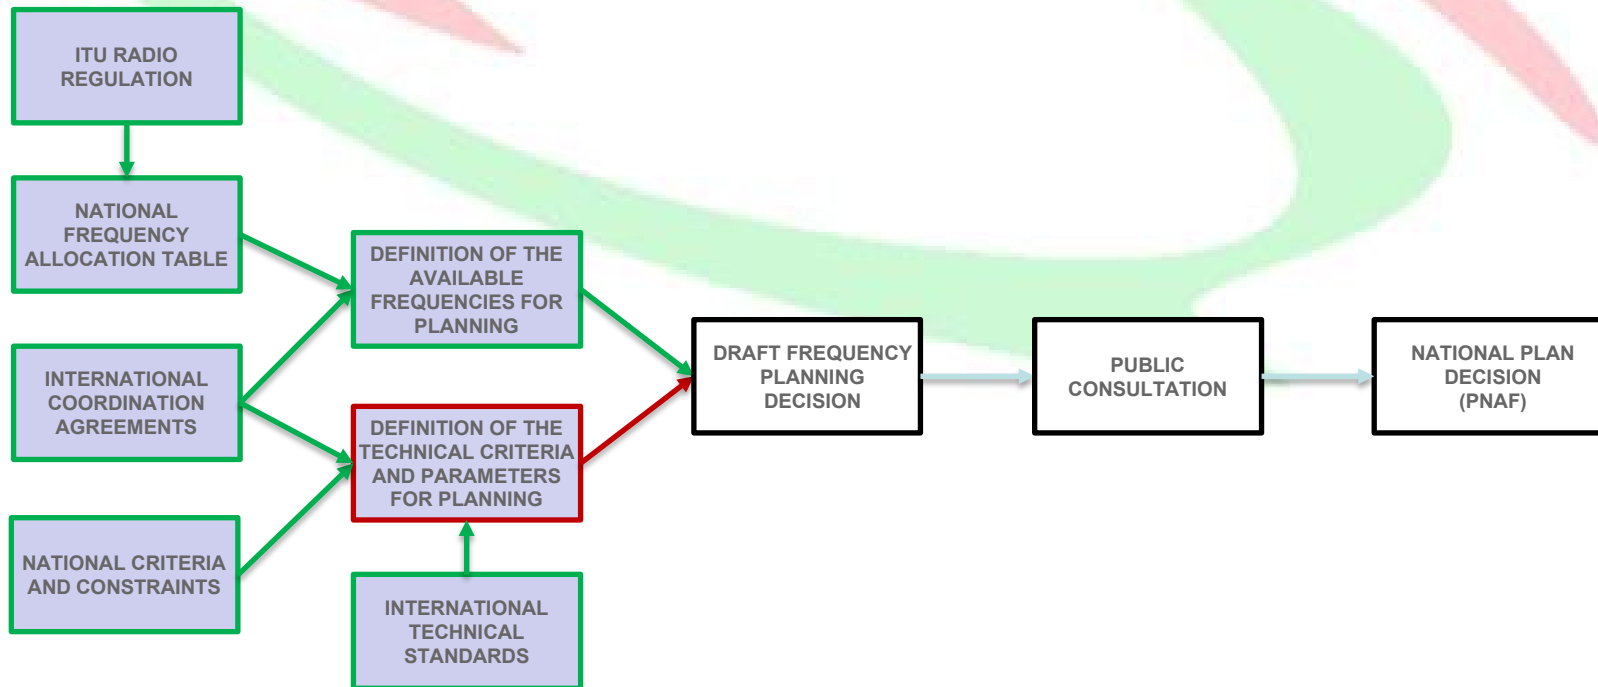 ITU RADIO
REGULATION
NATIONAL
FREQUENCY
ALLOCATION TABLE
INTERNATIONAL
COORDINATION
AGREEMENTS
NATIONAL CRITERIA
AND CONSTRAINTS
DEFINITION OF THE
AVAILABLE
FREQUENCIES FOR
PLANNING
DEFINITION OF THE
TECHNICAL CRITERIA
AND PARAMETERS
FOR PLANNING
INTERNATIONAL
TECHNICAL
STANDARDS
DRAFT FREQUENCY
PLANNING
DECISION
PUBLIC
CONSULTATION
NATIONAL PLAN
DECISION
(PNAF)